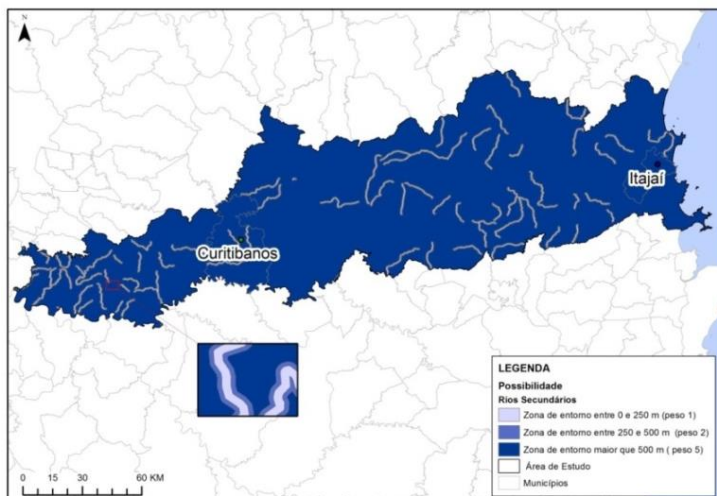 N
Itajaí
Curitibanos
LEGENDA
Possibilidade
Rios Secundários
Zona de entorno entre 0 e 250 m (peso 1)
Zona de entorno entre 250 e 500 m (peso 2)
Zona de entorno maior que 500 m ( peso 5)
Área de Estudo
Municípios
0 15 30 60 KM